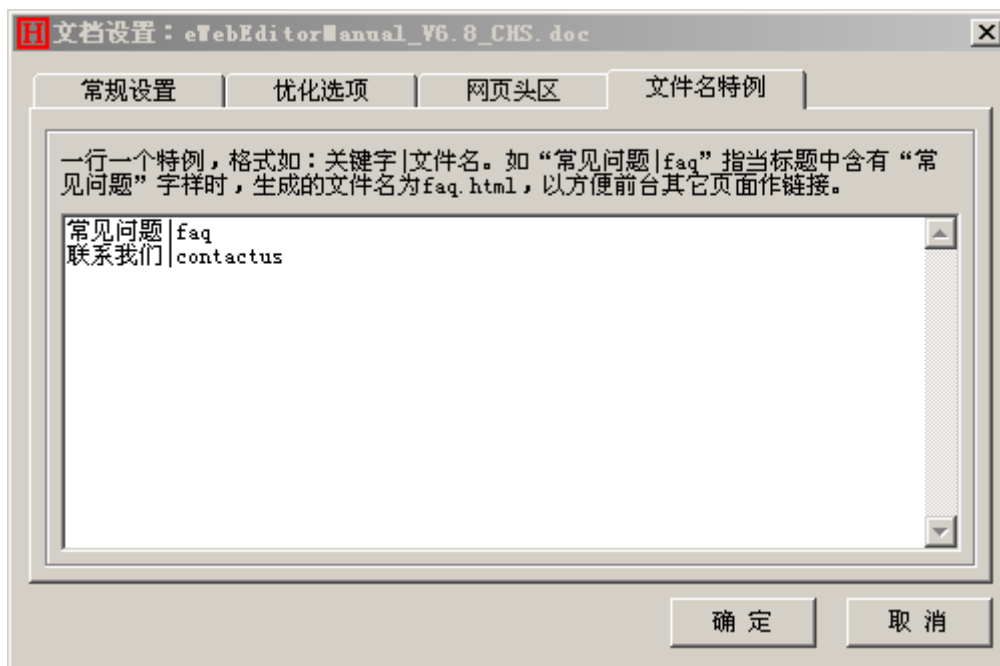 H 文档设置：eWebEditorManual_V6.8_CHS.doc
常规设置 优化选项 网页头区 文件名特例
一行一个特例，格式如：关键字|文件名。如“常见问题|faq”指当标题中含有“常
见问题”字样时，生成的文件名为faq.html，以方便前台其它页面作链接。
常见问题|faq
联系我们|contactus
确 定 取 消